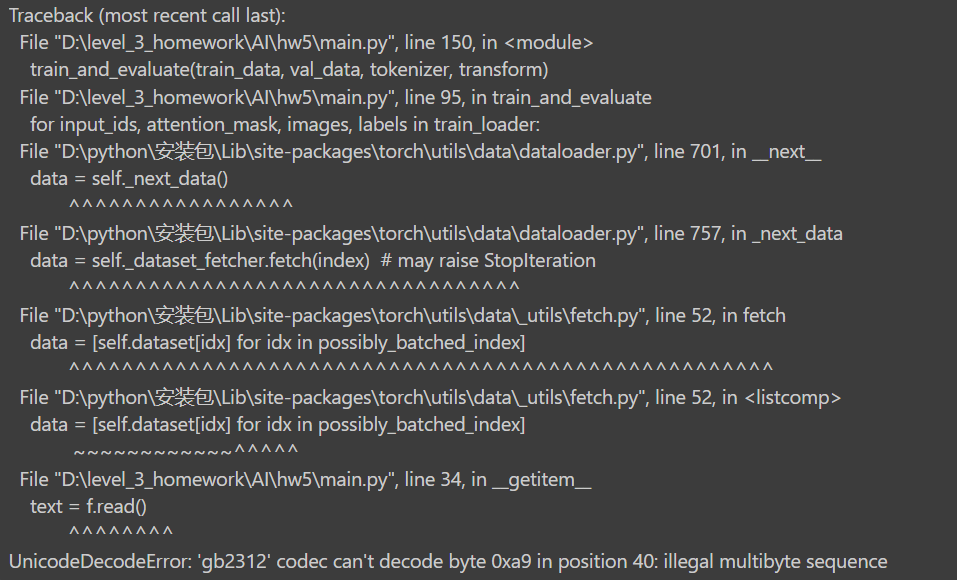 Traceback (most recent call last):
  File "D:\level_3_homework\AI\hw5\main.py", line 150, in <module>
    train_and_evaluate(train_data, val_data, tokenizer, transform)
  File "D:\level_3_homework\AI\hw5\main.py", line 95, in train_and_evaluate
    for input_ids, attention_mask, images, labels in train_loader:
  File "D:\python\安装包\Lib\site-packages\torch\utils\data\dataloader.py", line 701, in __next__
    data = self._next_data()
           ^^^^^^^^^^^^^^^^^
  File "D:\python\安装包\Lib\site-packages\torch\utils\data\dataloader.py", line 757, in _next_data
    data = self._dataset_fetcher.fetch(index)  # may raise StopIteration
           ^^^^^^^^^^^^^^^^^^^^^^^^^^^^^^^^^^
  File "D:\python\安装包\Lib\site-packages\torch\utils\data\_utils\fetch.py", line 52, in fetch
    data = [self.dataset[idx] for idx in possibly_batched_index]
           ^^^^^^^^^^^^^^^^^^^^^^^^^^^^^^^^^^^^^^^^^^^^^^^^^^^^^
  File "D:\python\安装包\Lib\site-packages\torch\utils\data\_utils\fetch.py", line 52, in <listcomp>
    data = [self.dataset[idx] for idx in possibly_batched_index]
            ~~~~~~~~~~~~^^^^^
  File "D:\level_3_homework\AI\hw5\main.py", line 34, in __getitem__
    text = f.read()
           ^^^^^^^^
UnicodeDecodeError: 'gb2312' codec can't decode byte 0xa9 in position 40: illegal multibyte sequence